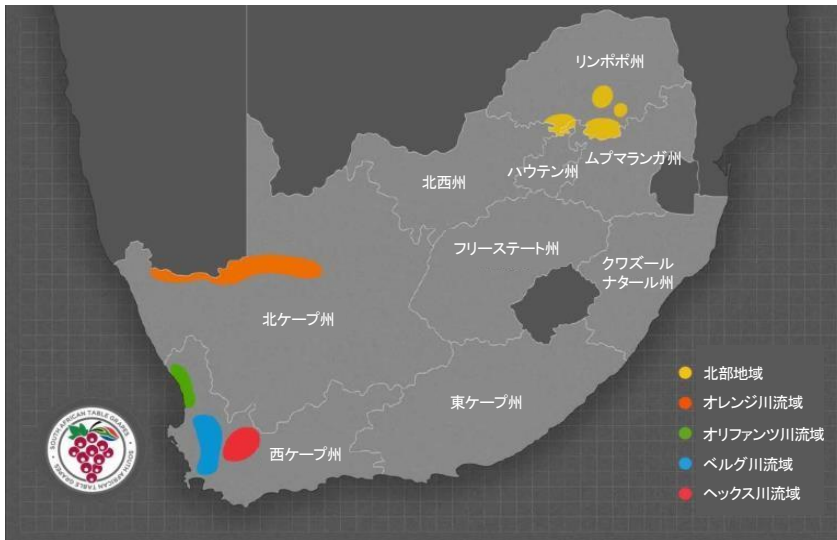 リンポポ州
ムプマランガ州
ハウテン州
北西州
フリーステート州
クワズール
ナタール州
北ケープ州
東ケープ州
西ケープ州
北部地域
オレンジ川流域
オリファンツ川流域
ベルグ川流域
ヘックス川流域
SOUTH AFRICAN TABLE GRAPES •
SOUTH AFRICAN TABLE GRAPES •